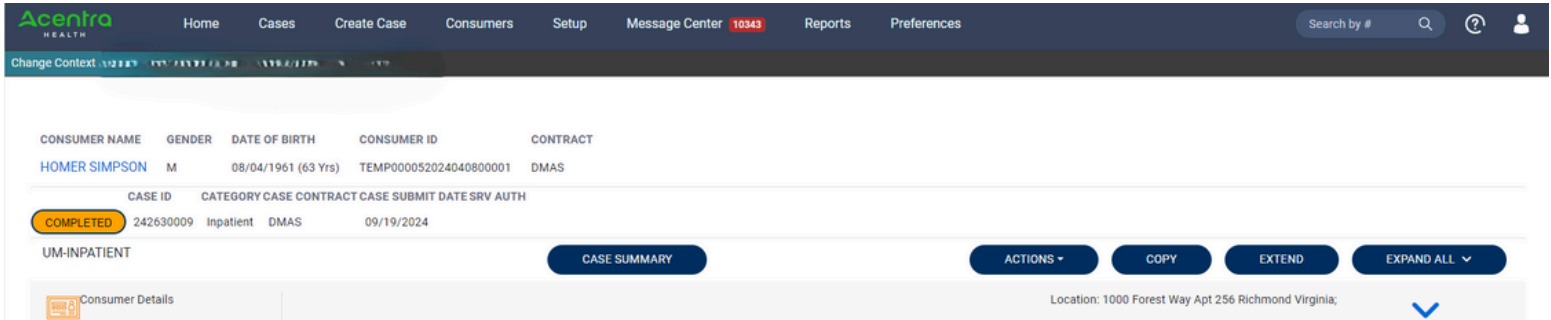 Acentra Home Cases Create Case Consumers Setup Message Center 10343 Reports Preferences Search by #
HEALTH
Change Context
CONSUMER NAME GENDER DATE OF BIRTH CONSUMER ID CONTRACT
HOMER SIMPSON M 08/04/1961 (63 Yrs) TEMP000052024040800001 DMAS
CASE ID CATEGORY CASE CONTRACT CASE SUBMIT DATE SRV AUTH
COMPLETED 242630009 Inpatient DMAS 09/19/2024
UM-INPATIENT CASE SUMMARY ACTIONS COPY EXTEND EXPAND ALL
Consumer Details Location: 1000 Forest Way Apt 256 Richmond Virginia;